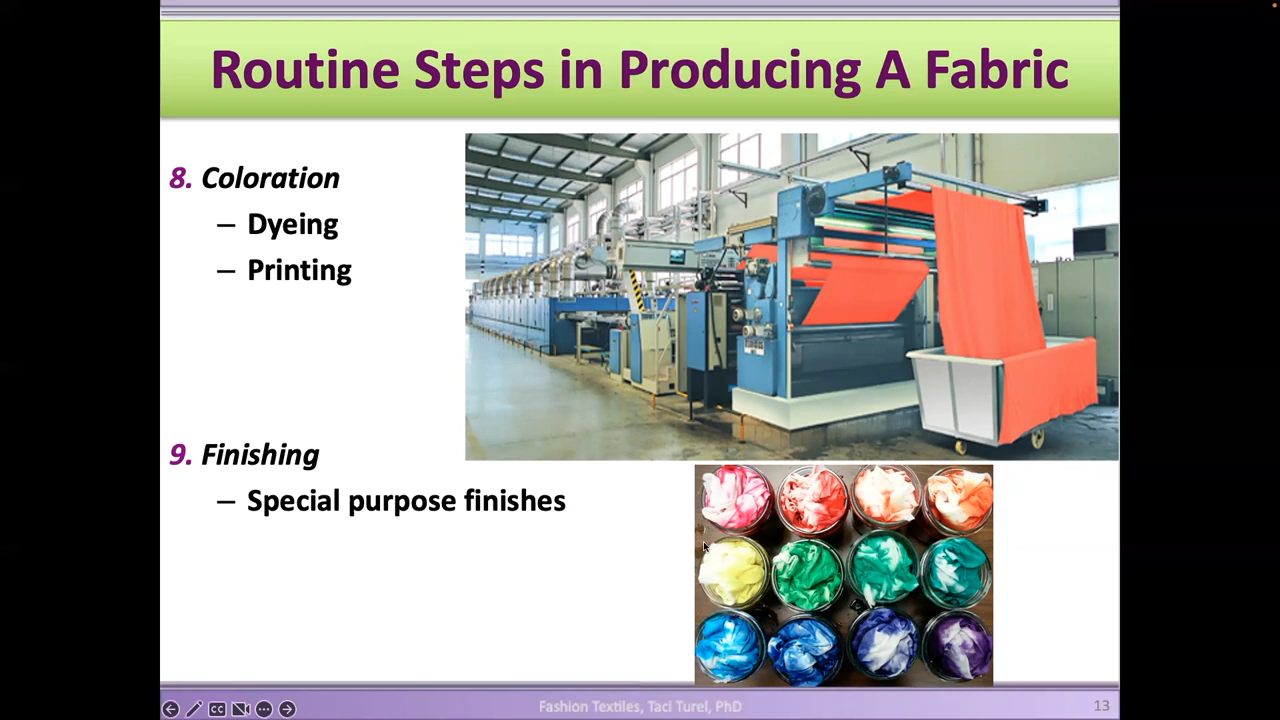 Routine Steps in Producing A Fabric
8. Coloration
– Dyeing
– Printing
9. Finishing
– Special purpose finishes
CC
Fashion Textiles, Taci Turel, PhD
13